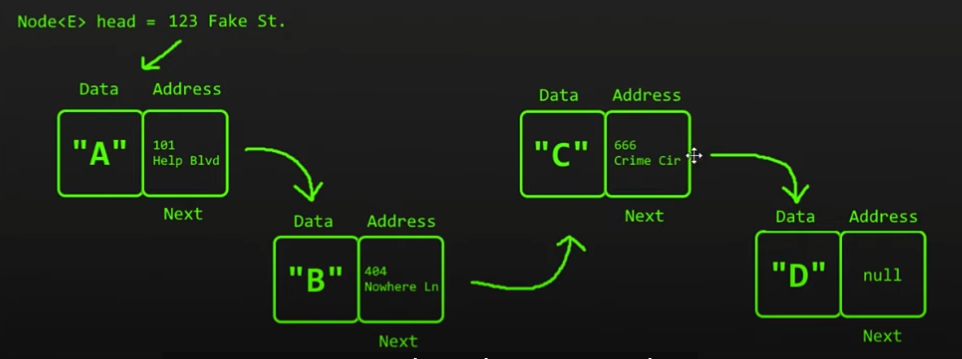 Node<E> head = 123 Fake St.
Data Address
"A"
101
Help Blvd
Next
Data Address
"B"
404
Nowhere Ln
Next
Data Address
"C"
666
Crime Cir
Next
Data Address
"D"
null
Next